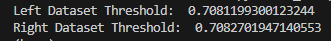 Left Dataset Threshold:  0.7081199300123244
Right Dataset Threshold:  0.7082701947140553